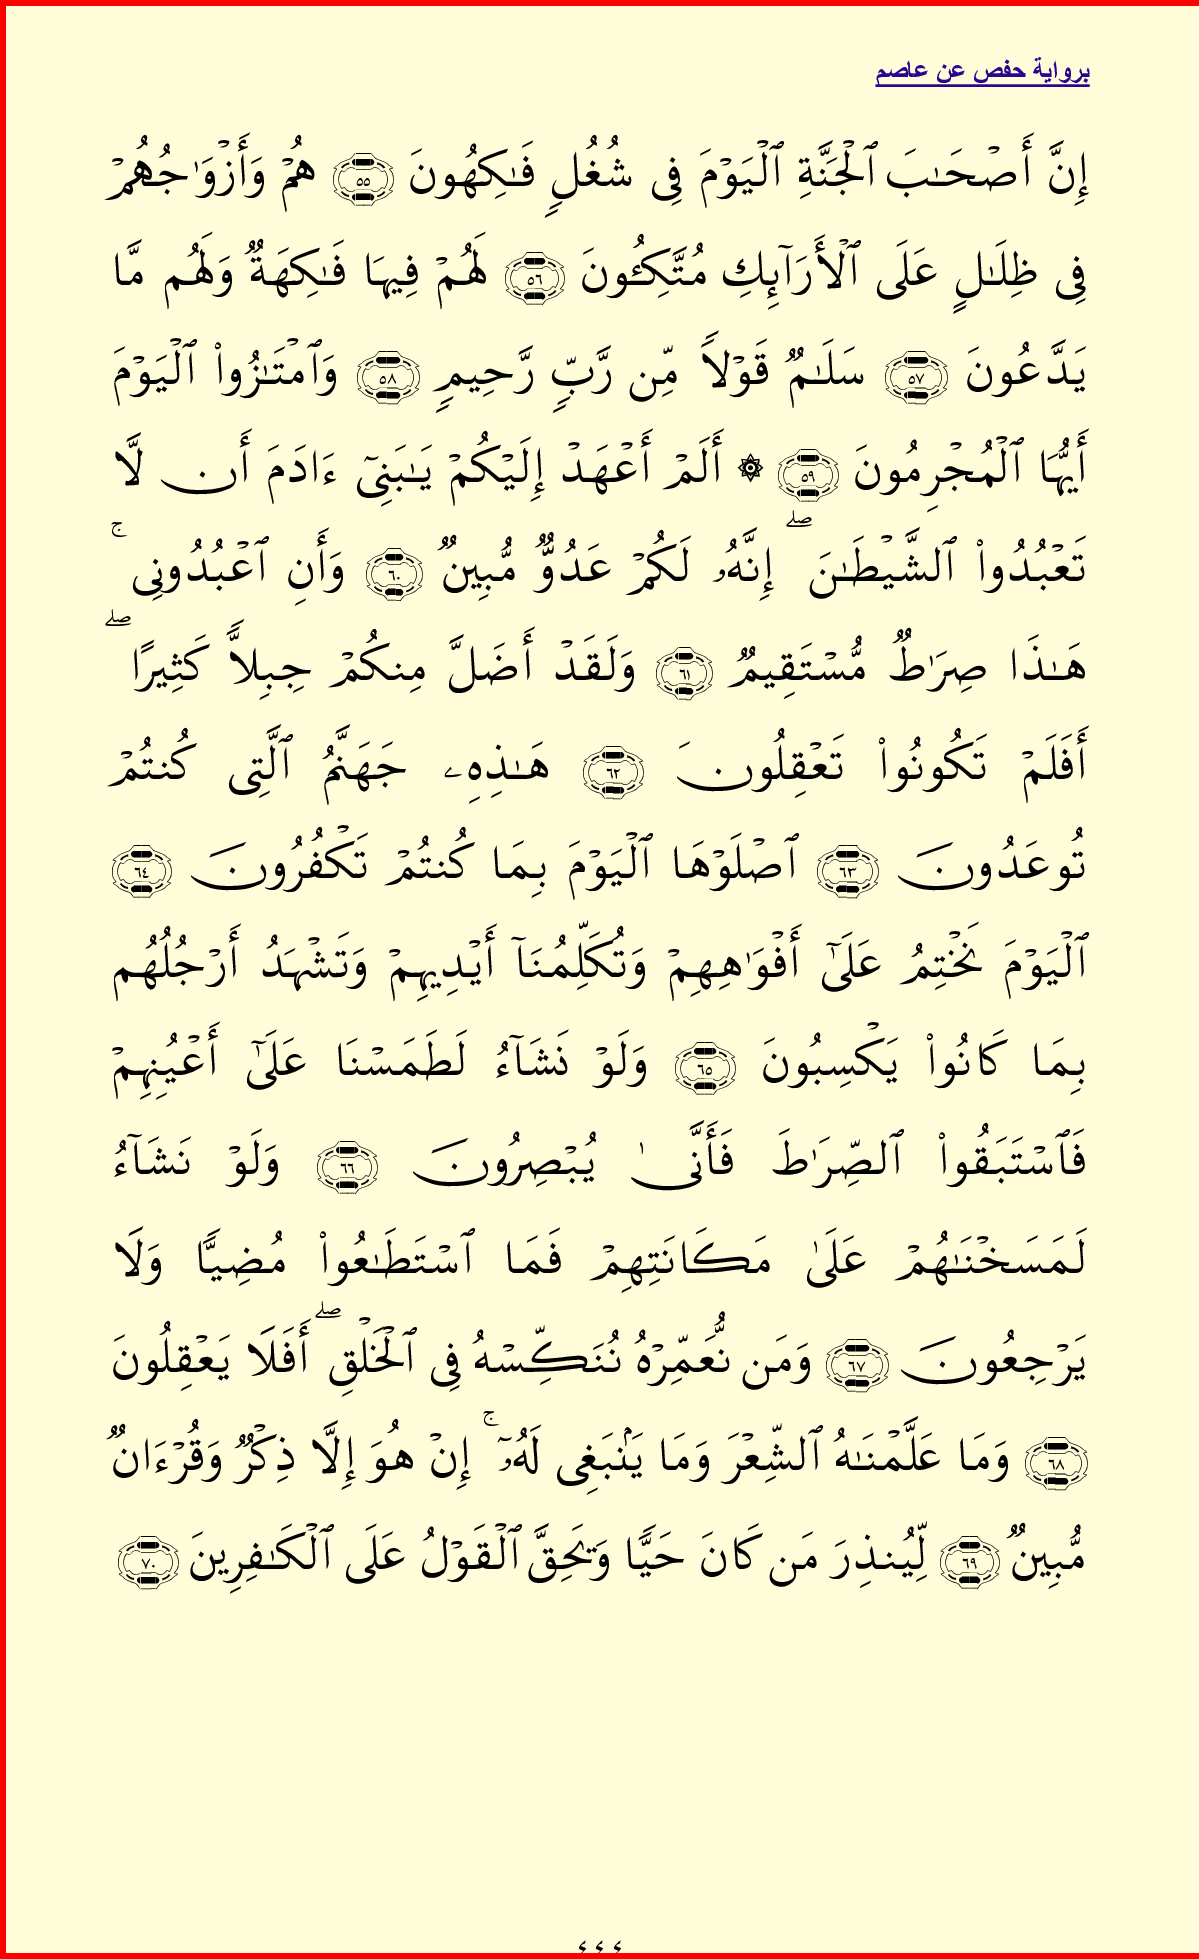 برواية حفص عن عاصم
إِنَّ أَصْحَٰبَ ٱلْجَنَّةِ ٱلْيَوْمَ فِى شُغُلٍ فَٰكِهُونَ ٥٥ هُمْ وَأَزْوَٰجُهُمْ
فِى ظِلَٰلٍ عَلَى ٱلْأَرَآئِكِ مُتَّكِـُٔونَ ٥٦ لَهُمْ فِيهَا فَٰكِهَةٌ وَلَهُم مَّا
يَدَّعُونَ ٥٧ سَلَٰمٌ قَوْلاً مِّن رَّبٍّ رَّحِيمٍ ٥٨ وَٱمْتَٰزُوا۟ ٱلْيَوْمَ
أَيُّهَا ٱلْمُجْرِمُونَ ٥٩ ۞ أَلَمْ أَعْهَدْ إِلَيْكُمْ يَٰبَنِىٓ ءَادَمَ أَن لَّا
تَعْبُدُوا۟ ٱلشَّيْطَٰنَ ۖ إِنَّهُۥ لَكُمْ عَدُوٌّ مُّبِينٌ ٦٠ وَأَنِ ٱعْبُدُونِى ۚ
هَٰذَا صِرَٰطٌ مُّسْتَقِيمٌ ٦١ وَلَقَدْ أَضَلَّ مِنكُمْ جِبِلاًّ كَثِيرًا ۖ
أَفَلَمْ تَكُونُوا۟ تَعْقِلُونَ ٦٢ هَٰذِهِۦ جَهَنَّمُ ٱلَّتِى كُنتُمْ
تُوعَدُونَ ٦٣ ٱصْلَوْهَا ٱلْيَوْمَ بِمَا كُنتُمْ تَكْفُرُونَ ٦٤
ٱلْيَوْمَ نَخْتِمُ عَلَىٰٓ أَفْوَٰهِهِمْ وَتُكَلِّمُنَآ أَيْدِيهِمْ وَتَشْهَدُ أَرْجُلُهُم
بِمَا كَانُوا۟ يَكْسِبُونَ ٦٥ وَلَوْ نَشَآءُ لَطَمَسْنَا عَلَىٰٓ أَعْيُنِهِمْ
فَٱسْتَبَقُوا۟ ٱلصِّرَٰطَ فَأَنَّىٰ يُبْصِرُونَ ٦٦ وَلَوْ نَشَآءُ
لَمَسَخْنَٰهُمْ عَلَىٰ مَكَانَتِهِمْ فَمَا ٱسْتَطَٰعُوا۟ مُضِيًّا وَلَا
يَرْجِعُونَ ٦٧ وَمَن نُّعَمِّرْهُ نُنَكِّسْهُ فِى ٱلْخَلْقِ ۖ أَفَلَا يَعْقِلُونَ
٦٨ وَمَا عَلَّمْنَٰهُ ٱلشِّعْرَ وَمَا يَنۢبَغِى لَهُۥٓ ۚ إِنْ هُوَ إِلَّا ذِكْرٌ وَقُرْءَانٌ
مُّبِينٌ ٦٩ لِّيُنذِرَ مَن كَانَ حَيًّا وَيَحِقَّ ٱلْقَوْلُ عَلَى ٱلْكَٰفِرِينَ ٧٠